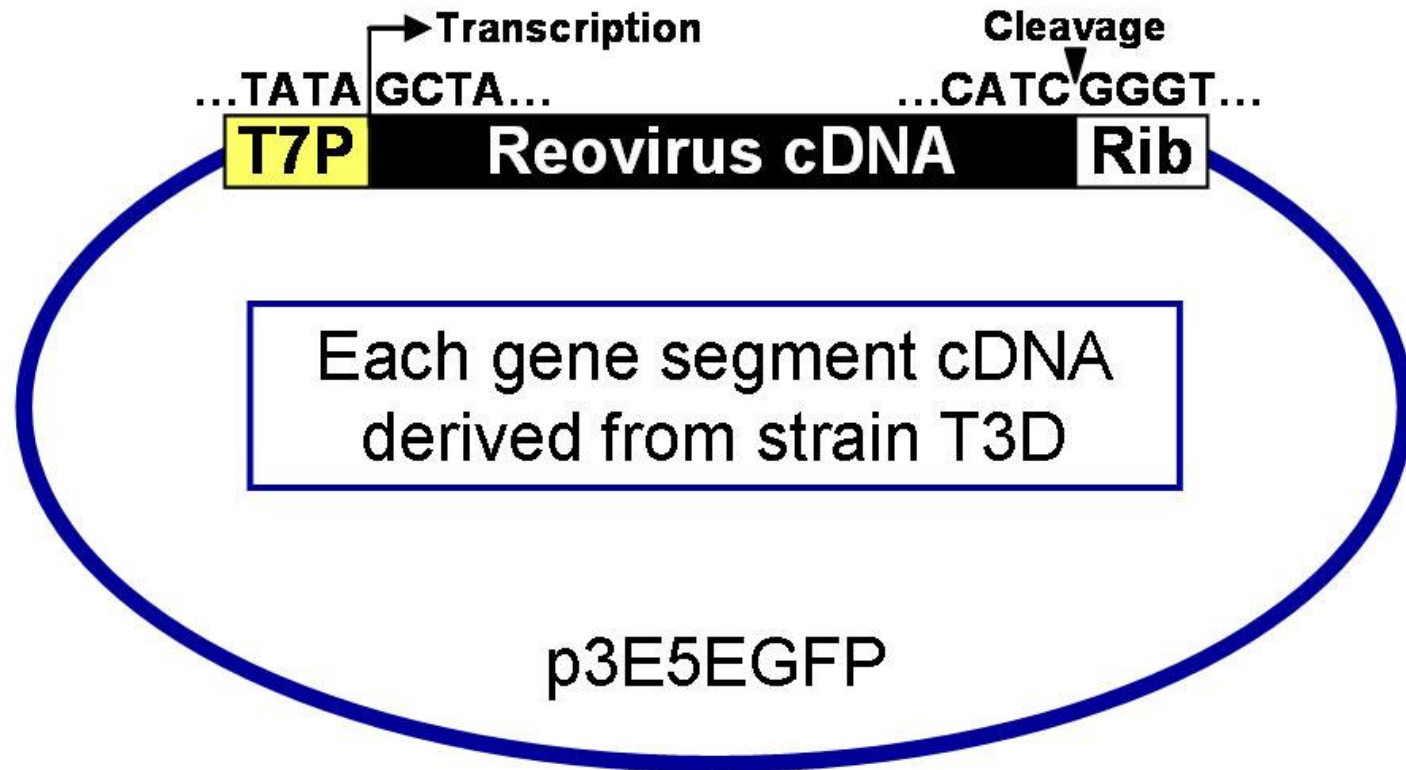 Transcription Cleavage
...TATA GCTA... ...CATC GGGT...
T7P Reovirus cDNA Rib
Each gene segment cDNA
derived from strain T3D
p3E5EGFP